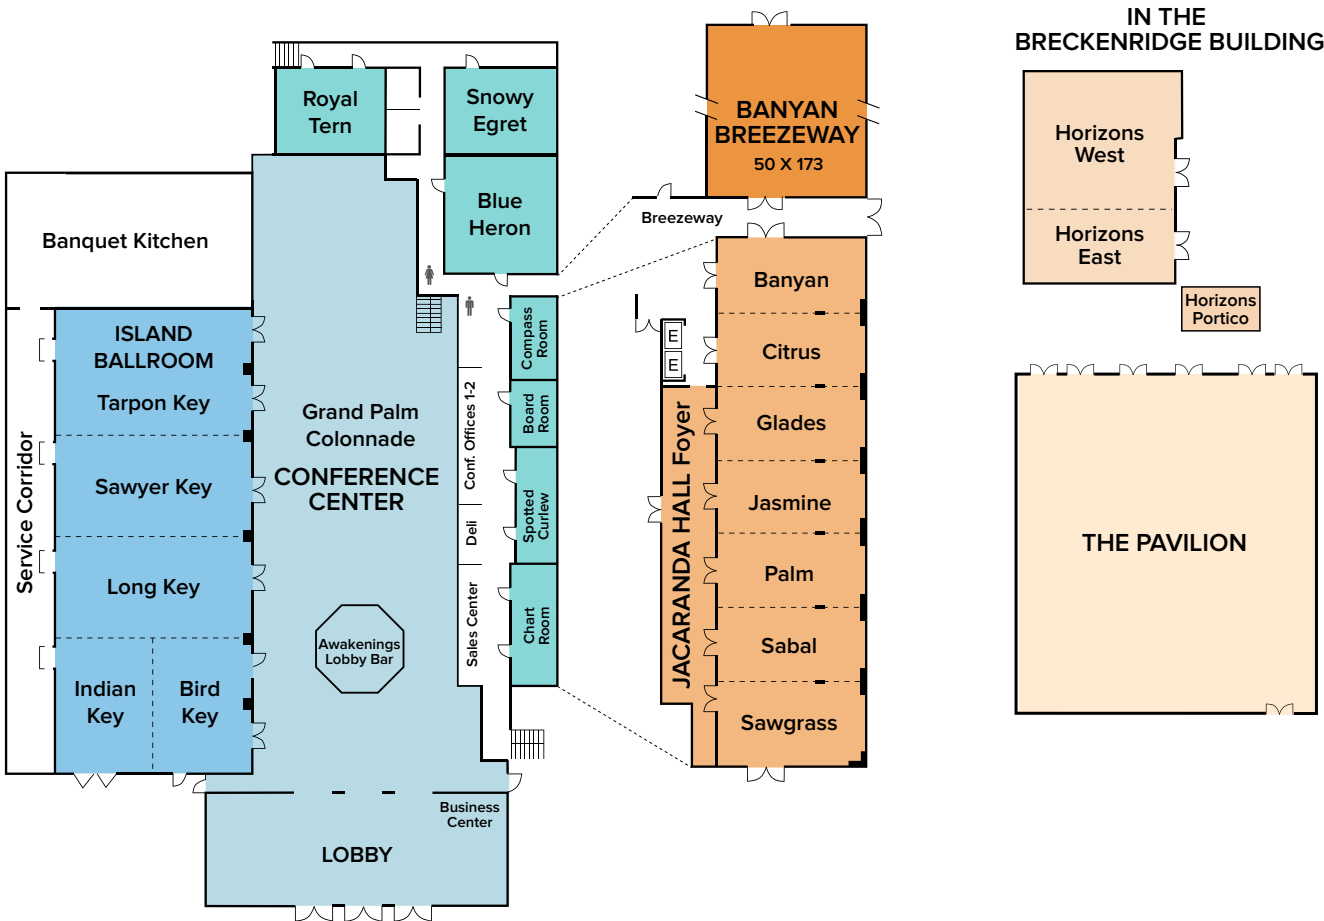 IN THE
BRECKENRIDGE BUILDING
Royal
Tern
Snowy
Egret
BANYAN
BREEZEWAY
50 X 173
Horizons
West
Blue
Heron
Breezeway
Banquet Kitchen
Horizons
East
Banyan
Horizons
Portico
ISLAND
BALLROOM
Compass
Room
E
E
Citrus
Tarpon Key
Grand Palm
Colonnade
Conf. Offices 1-2
Board
Room
Glades
CONFERENCE
CENTER
Sawyer Key
Service Corridor
Deli
Spotted
Curlew
JACARANDA HALL Foyer
Jasmine
THE PAVILION
Long Key
Palm
Sales Center
Chart
Room
Awakenings
Lobby Bar
Sabal
Indian
Key
Bird
Key
Sawgrass
Business
Center
LOBBY